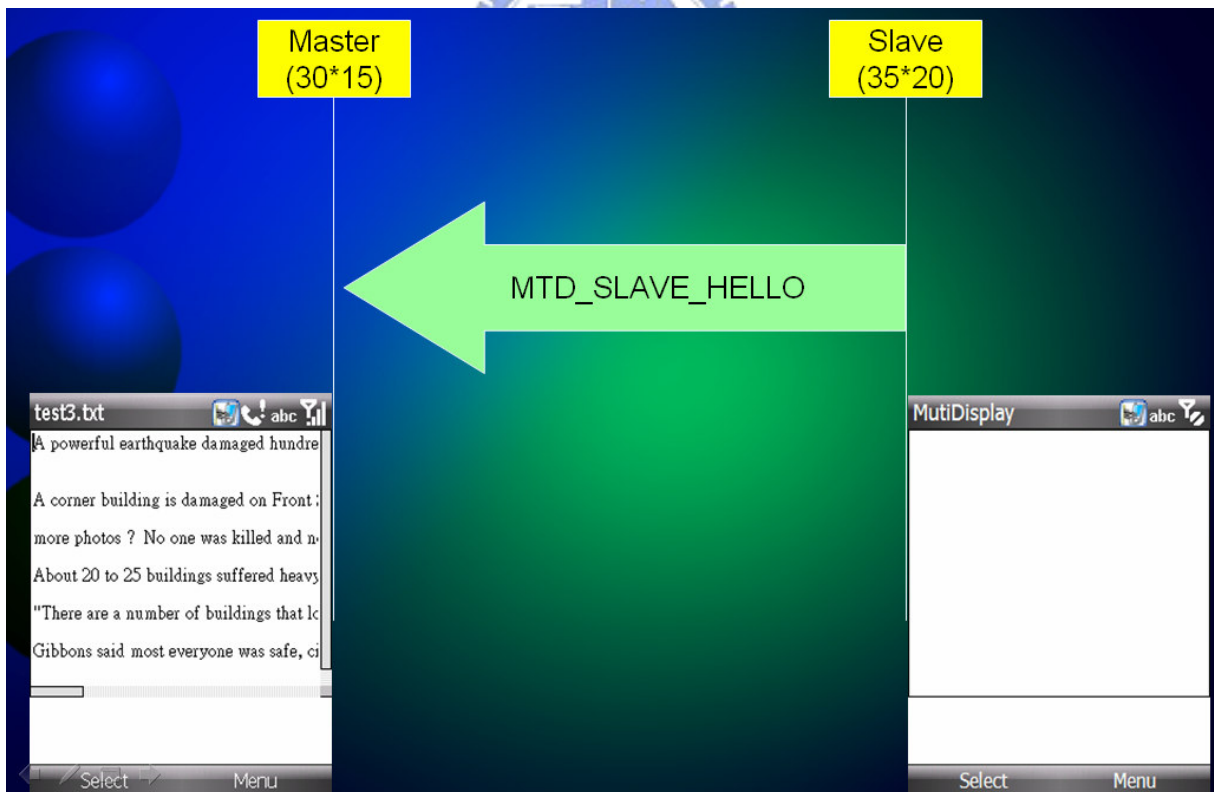 Master
(30*15)
Slave
(35*20)
MTD_SLAVE_HELLO
test3.txt
abc
A powerful earthquake damaged hundre
A corner building is damaged on Front
more photos ? No one was killed and n
About 20 to 25 buildings suffered heavy
"There are a number of buildings that lo
Gibbons said most everyone was safe, ci
Select Menu
MutiDisplay
abc
Select Menu